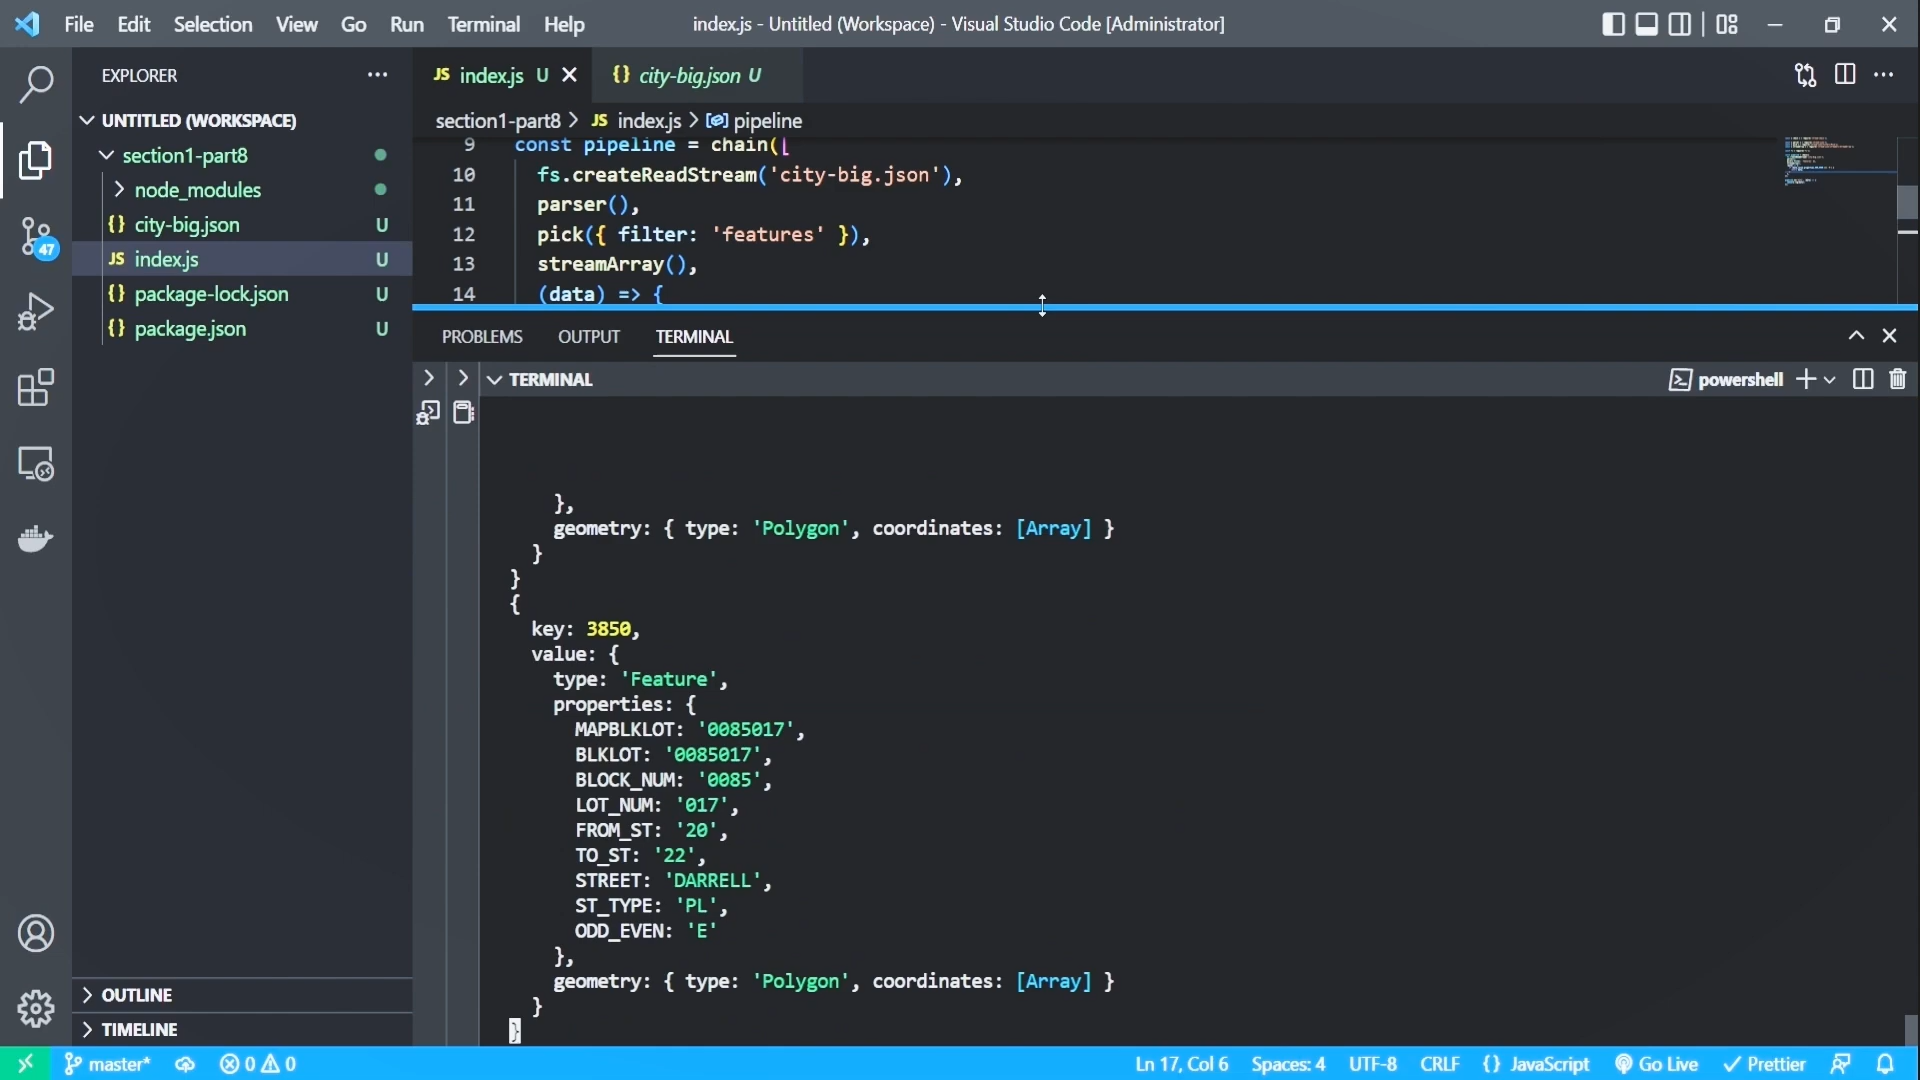 File Edit Selection View Go Run Terminal Help
index.js - Untitled (Workspace) - Visual Studio Code [Administrator]
EXPLORER
UNTITLED (WORKSPACE)
section1-part8
node_modules
{} city-big.json U
JS index.js U
{} package-lock.json U
{} package.json U
47
OUTLINE
TIMELINE
JS index.js U
{} city-big.json U
section1-part8 > JS index.js > pipeline
9 const pipeline = chain([
10 fs.createReadStream('city-big.json'),
11 parser(),
12 pick({ filter: 'features' }),
13 streamArray(),
14 (data) => {
PROBLEMS OUTPUT TERMINAL
TERMINAL
powershell
},
geometry: { type: 'Polygon', coordinates: [Array] }
}
}
{
key: 3850,
value: {
type: 'Feature',
properties: {
MAPBLKLOT: '0085017',
BLKLOT: '0085017',
BLOCK_NUM: '0085',
LOT_NUM: '017',
FROM_ST: '20',
TO_ST: '22',
STREET: 'DARRELL',
ST_TYPE: 'PL',
ODD_EVEN: 'E'
},
geometry: { type: 'Polygon', coordinates: [Array] }
}
}
master* 0 0
Ln 17, Col 6 Spaces: 4 UTF-8 CRLF {} JavaScript Go Live Prettier